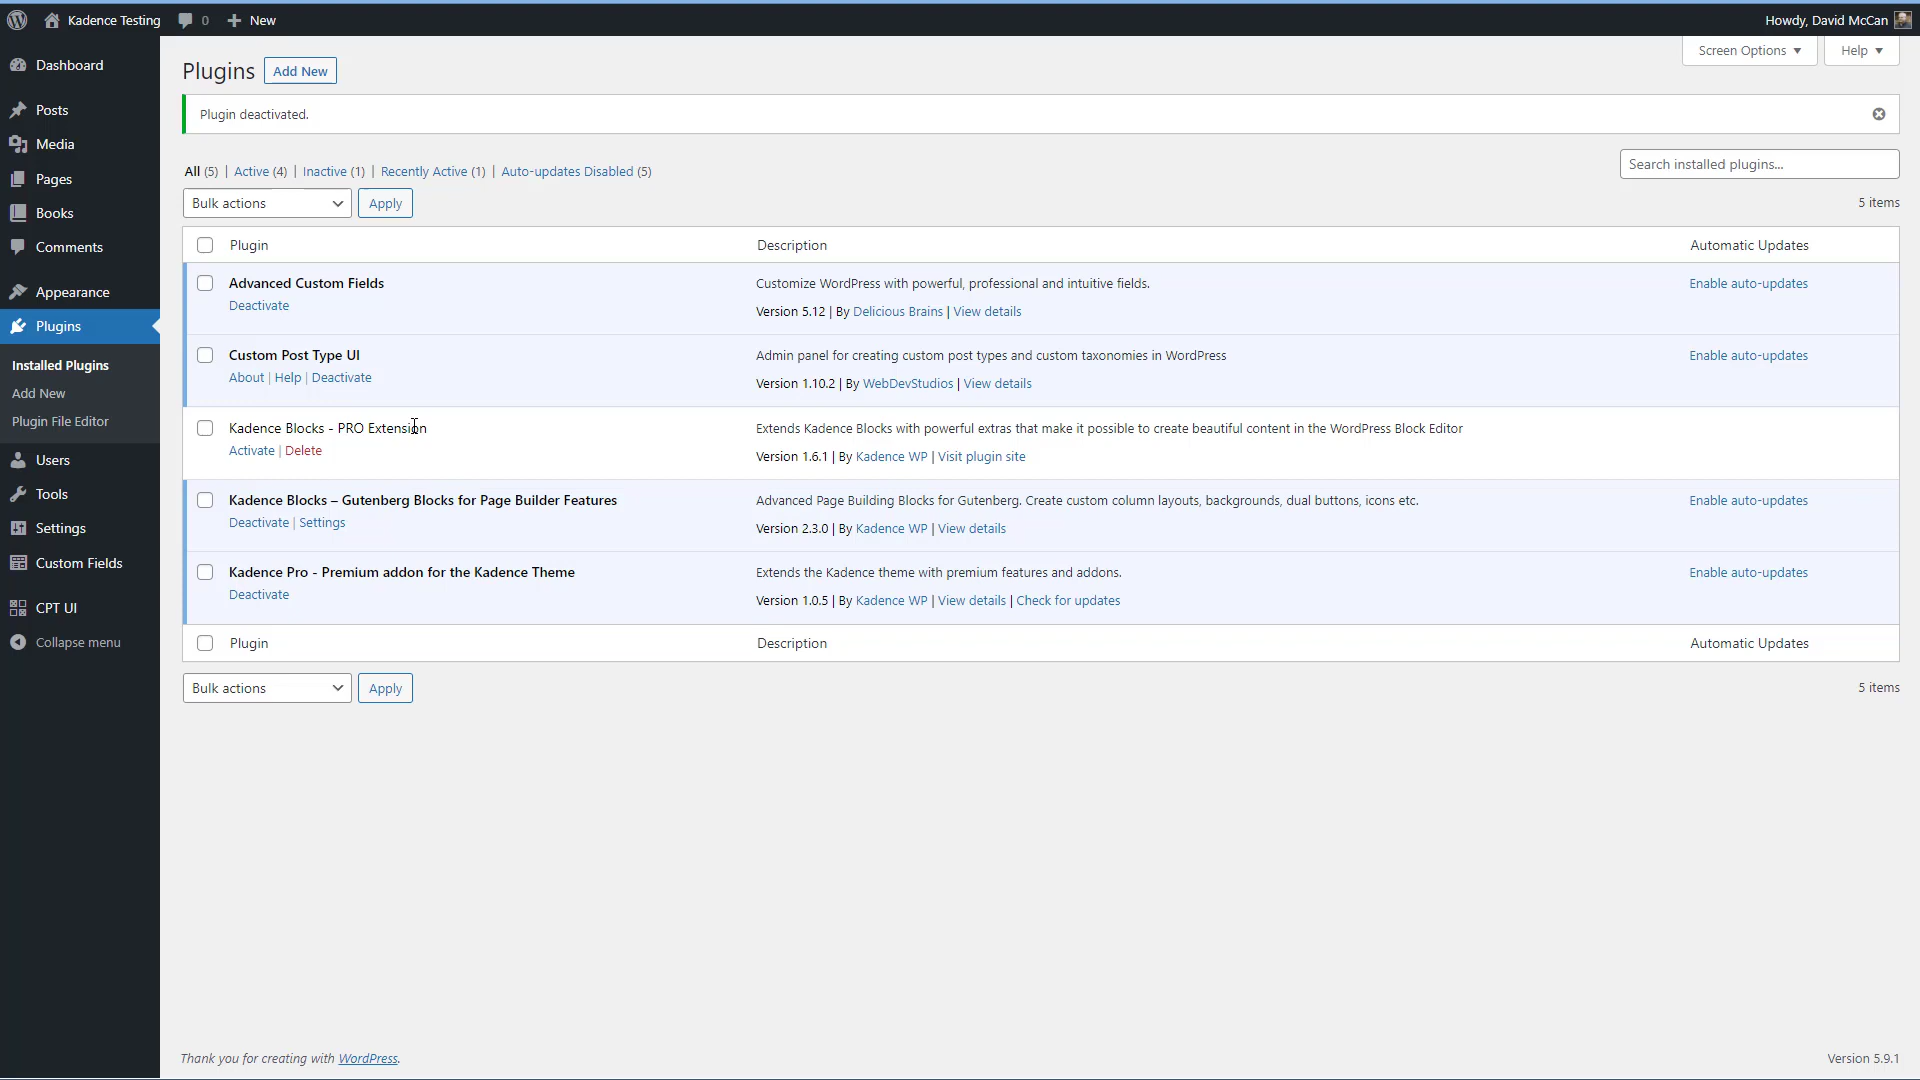 Kadence Testing
0
New
Howdy, David McCan
Dashboard
Posts
Media
Pages
Books
Comments
Appearance
Plugins
Installed Plugins
Add New
Plugin File Editor
Users
Tools
Settings
Custom Fields
CPT UI
Collapse menu
Screen Options
Help
Plugins
Add New
Plugin deactivated.
All (5) | Active (4) | Inactive (1) | Recently Active (1) | Auto-updates Disabled (5)
Search installed plugins...
Bulk actions
Apply
5 items
Plugin
Description
Automatic Updates
Advanced Custom Fields
Deactivate
Customize WordPress with powerful, professional and intuitive fields.
Version 5.12 | By Delicious Brains | View details
Enable auto-updates
Custom Post Type UI
About | Help | Deactivate
Admin panel for creating custom post types and custom taxonomies in WordPress
Version 1.10.2 | By WebDevStudios | View details
Enable auto-updates
Kadence Blocks - PRO Extension
Activate | Delete
Extends Kadence Blocks with powerful extras that make it possible to create beautiful content in the WordPress Block Editor
Version 1.6.1 | By Kadence WP | Visit plugin site
Kadence Blocks – Gutenberg Blocks for Page Builder Features
Deactivate | Settings
Advanced Page Building Blocks for Gutenberg. Create custom column layouts, backgrounds, dual buttons, icons etc.
Version 2.3.0 | By Kadence WP | View details
Enable auto-updates
Kadence Pro - Premium addon for the Kadence Theme
Deactivate
Extends the Kadence theme with premium features and addons.
Version 1.0.5 | By Kadence WP | View details | Check for updates
Enable auto-updates
Plugin
Description
Automatic Updates
Bulk actions
Apply
5 items
Thank you for creating with WordPress.
Version 5.9.1